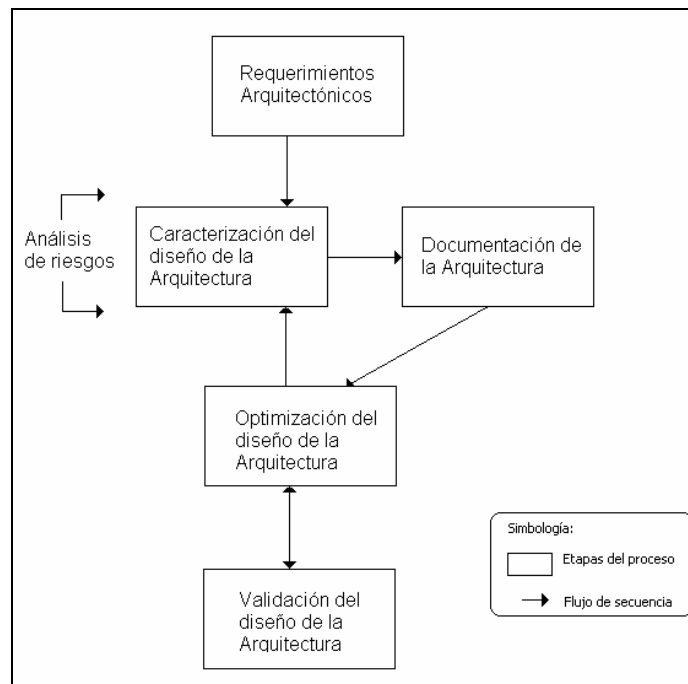 Requerimientos
Arquitectónicos
Análisis
de riesgos
Caracterización del
diseño de la
Arquitectura
Documentación de
la Arquitectura
Optimización del
diseño de la
Arquitectura
Validación del
diseño de la
Arquitectura
Simbología:
Etapas del proceso
Flujo de secuencia